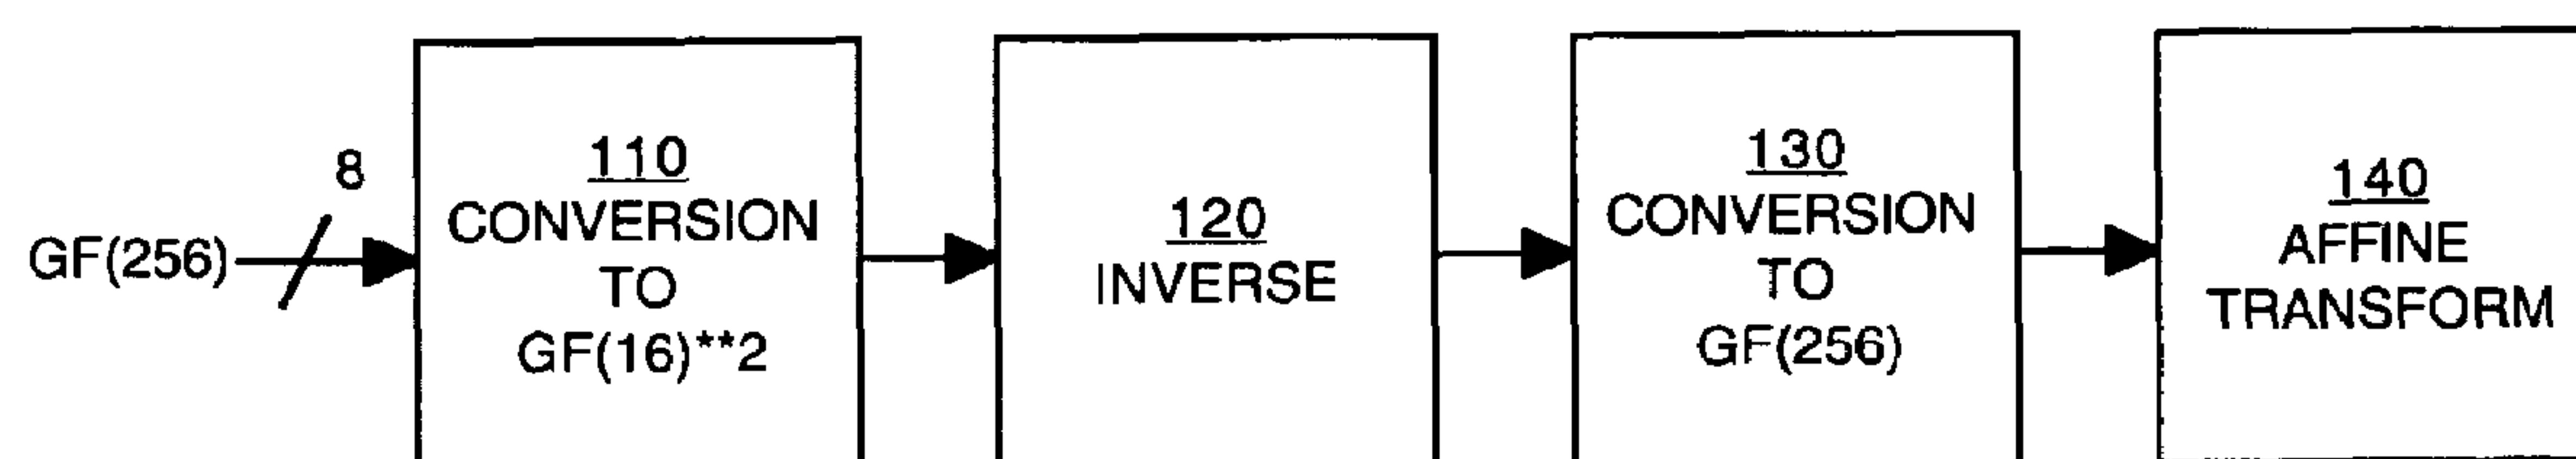 8
GF(256)
110
CONVERSION
TO
GF(16)**2
120
INVERSE
130
CONVERSION
TO
GF(256)
140
AFFINE
TRANSFORM